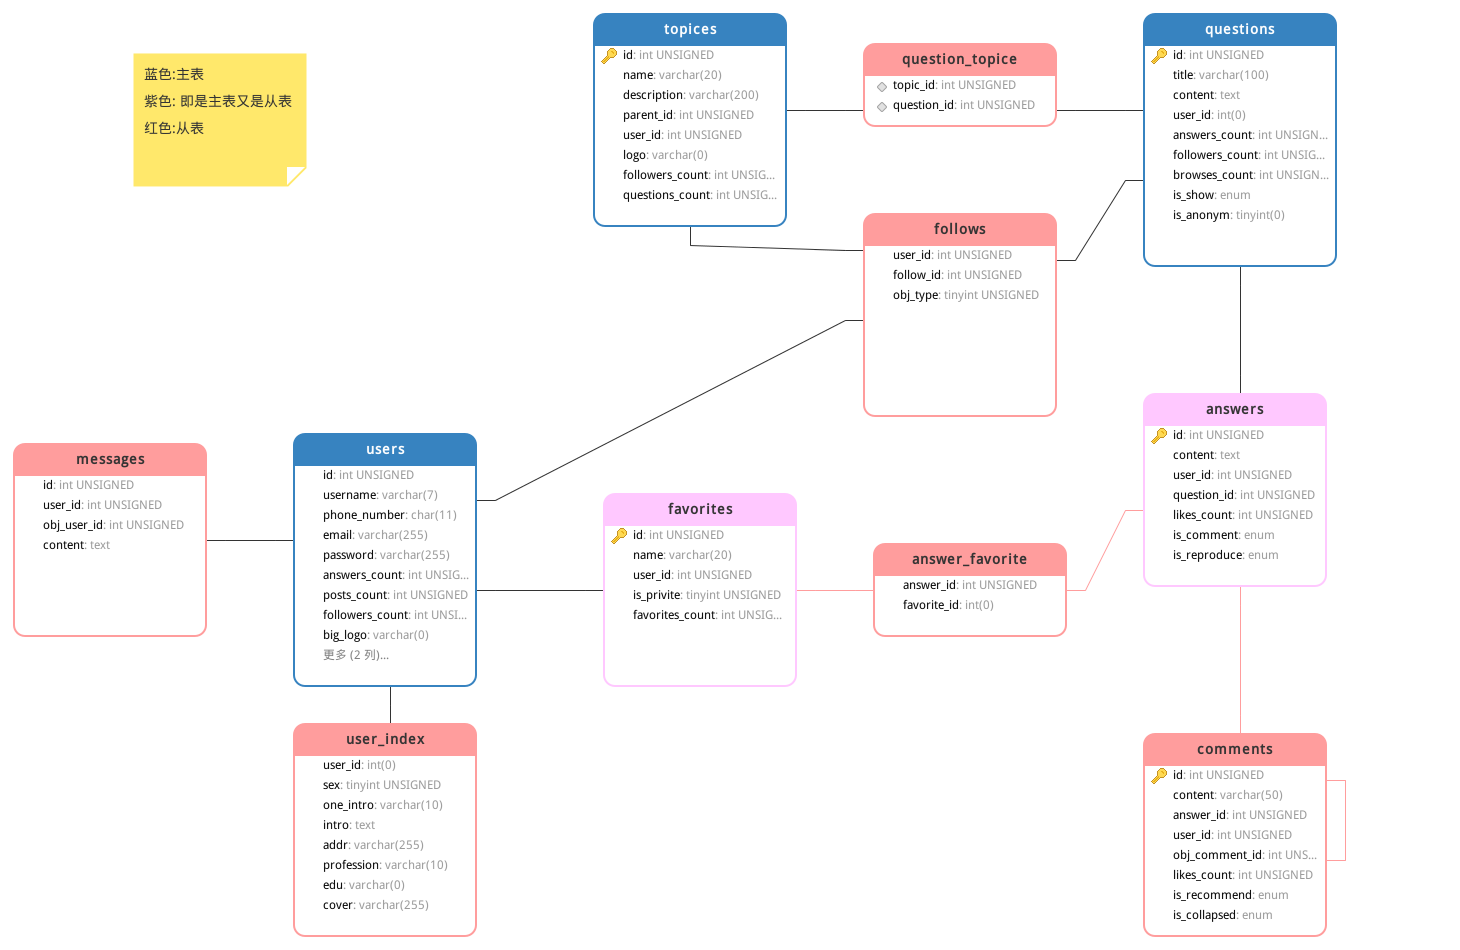 蓝色:主表
紫色: 即是主表又是从表
红色:从表
topices
id: int UNSIGNED
name: varchar(20)
description: varchar(200)
parent_id: int UNSIGNED
user_id: int UNSIGNED
logo: varchar(0)
followers_count: int UNSIG...
questions_count: int UNSIG...
question_topice
topic_id: int UNSIGNED
question_id: int UNSIGNED
questions
id: int UNSIGNED
title: varchar(100)
content: text
user_id: int(0)
answers_count: int UNSIGN...
followers_count: int UNSIG...
browses_count: int UNSIGN...
is_show: enum
is_anonym: tinyint(0)
follows
user_id: int UNSIGNED
follow_id: int UNSIGNED
obj_type: tinyint UNSIGNED
messages
id: int UNSIGNED
user_id: int UNSIGNED
obj_user_id: int UNSIGNED
content: text
users
id: int UNSIGNED
username: varchar(7)
phone_number: char(11)
email: varchar(255)
password: varchar(255)
answers_count: int UNSIG...
posts_count: int UNSIGNED
followers_count: int UNSI...
big_logo: varchar(0)
更多 (2 列)...
favorites
id: int UNSIGNED
name: varchar(20)
user_id: int UNSIGNED
is_privite: tinyint UNSIGNED
favorites_count: int UNSIG...
answer_favorite
answer_id: int UNSIGNED
favorite_id: int(0)
answers
id: int UNSIGNED
content: text
user_id: int UNSIGNED
question_id: int UNSIGNED
likes_count: int UNSIGNED
is_comment: enum
is_reproduce: enum
user_index
user_id: int(0)
sex: tinyint UNSIGNED
one_intro: varchar(10)
intro: text
addr: varchar(255)
profession: varchar(10)
edu: varchar(0)
cover: varchar(255)
comments
id: int UNSIGNED
content: varchar(50)
answer_id: int UNSIGNED
user_id: int UNSIGNED
obj_comment_id: int UNS...
likes_count: int UNSIGNED
is_recommend: enum
is_collapsed: enum